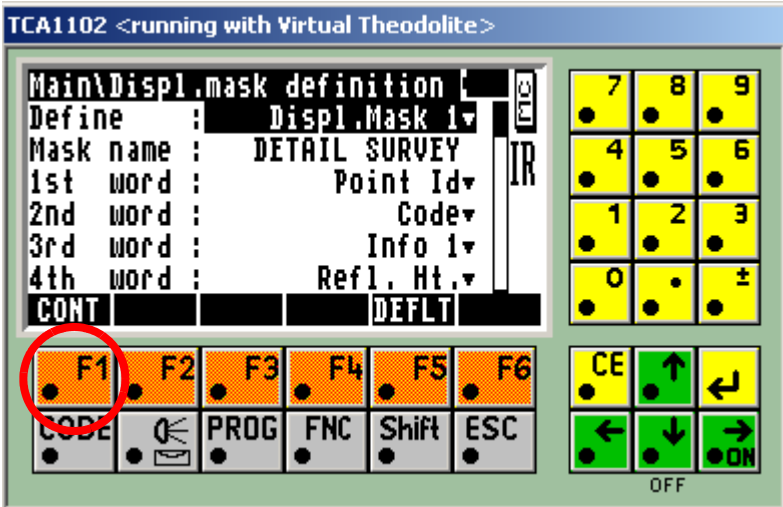 TCA1102 <running with Virtual Theodolite>
Main\Displ.mask definition
Define : Displ.Mask 1
Mask name : DETAIL SURVEY
1st word : Point Id
2nd word : Code
3rd word : Info 1
4th word : Refl. Ht.
IR
CONT DEFLT
F1 F2 F3 F4 F5 F6
CODE PROG FNC Shift ESC
7 8 9
4 5 6
1 2 3
0 . ±
CE
ON
OFF